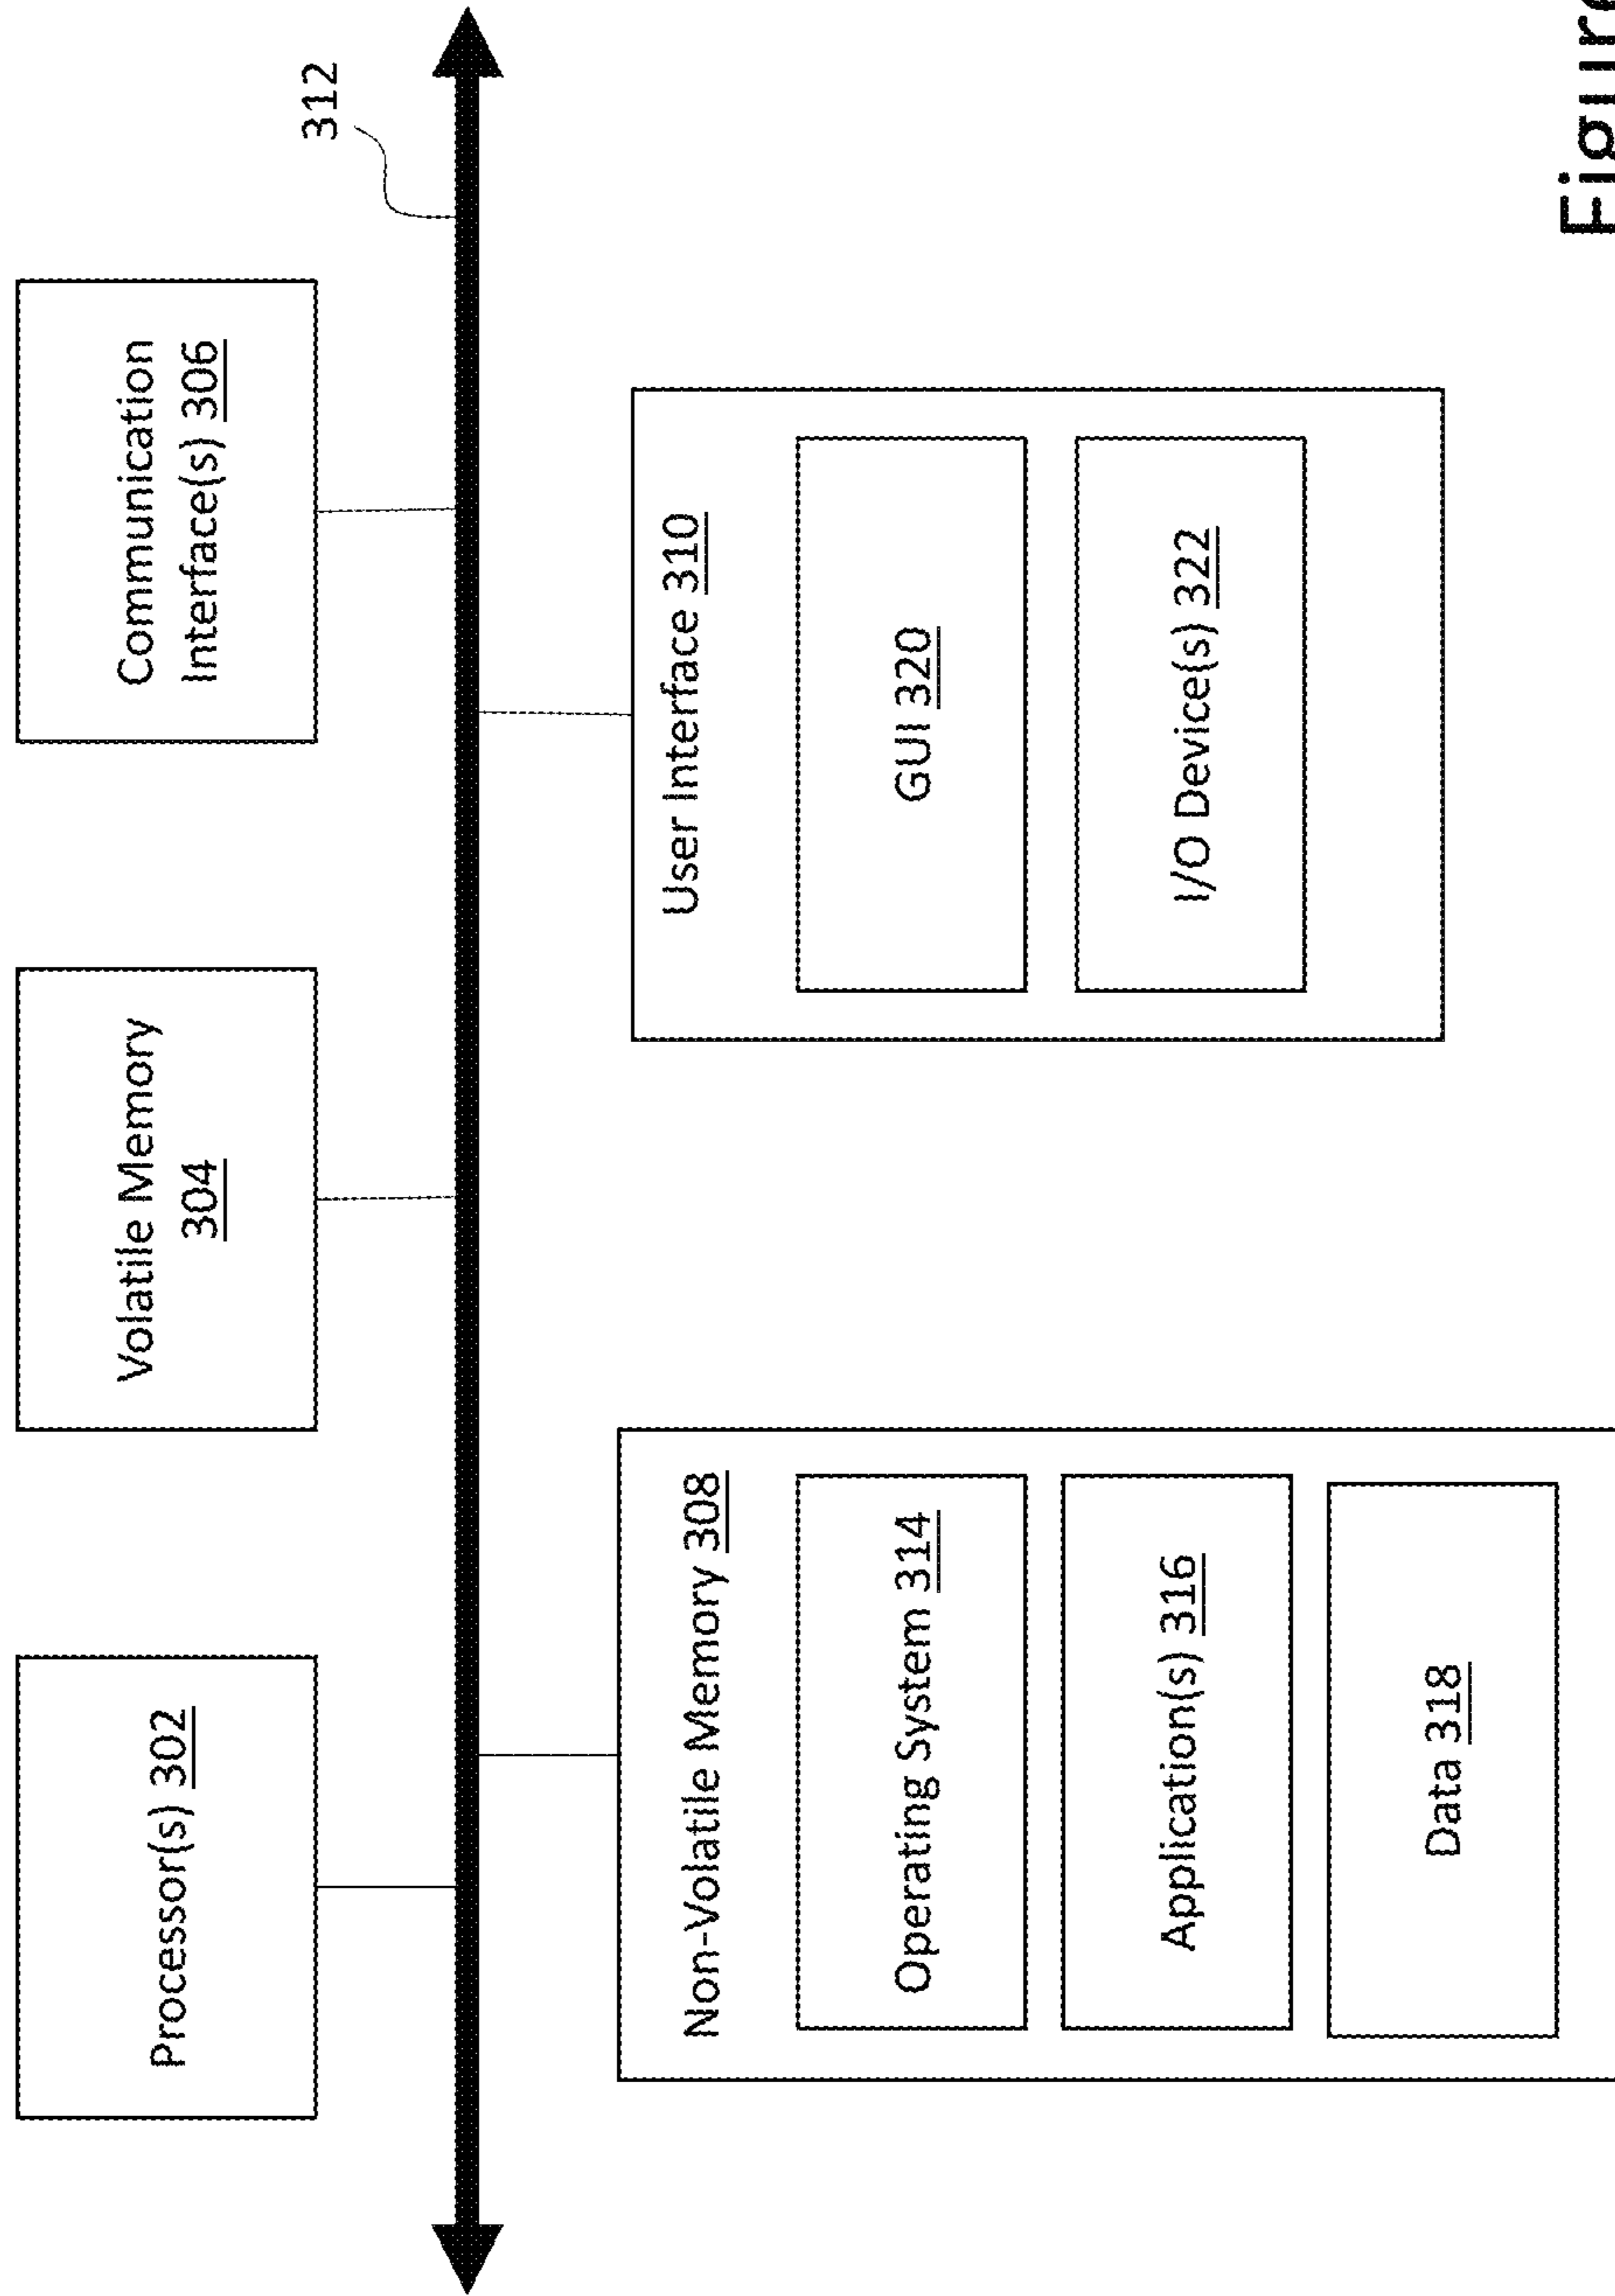 Processor(s) 302
Volatile Memory
304
Communication
Interface(s) 306
312
Non-Volatile Memory 308
Operating System 314
Application(s) 316
Data 318
User Interface 310
GUI 320
I/O Device(s) 322
Figure